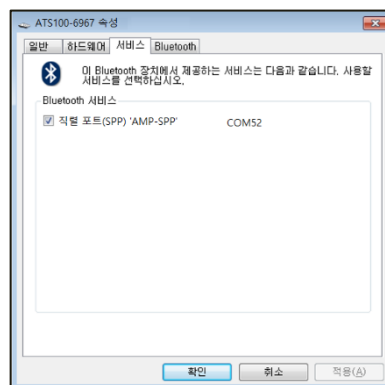 ATS100-6967 속성
일반 하드웨어 서비스 Bluetooth
이 Bluetooth 장치에서 제공하는 서비스는 다음과 같습니다. 사용할
서비스를 선택하십시오.
Bluetooth 서비스
직렬 포트(SPP) 'AMP-SPP' COM52
확인 취소 적용(A)